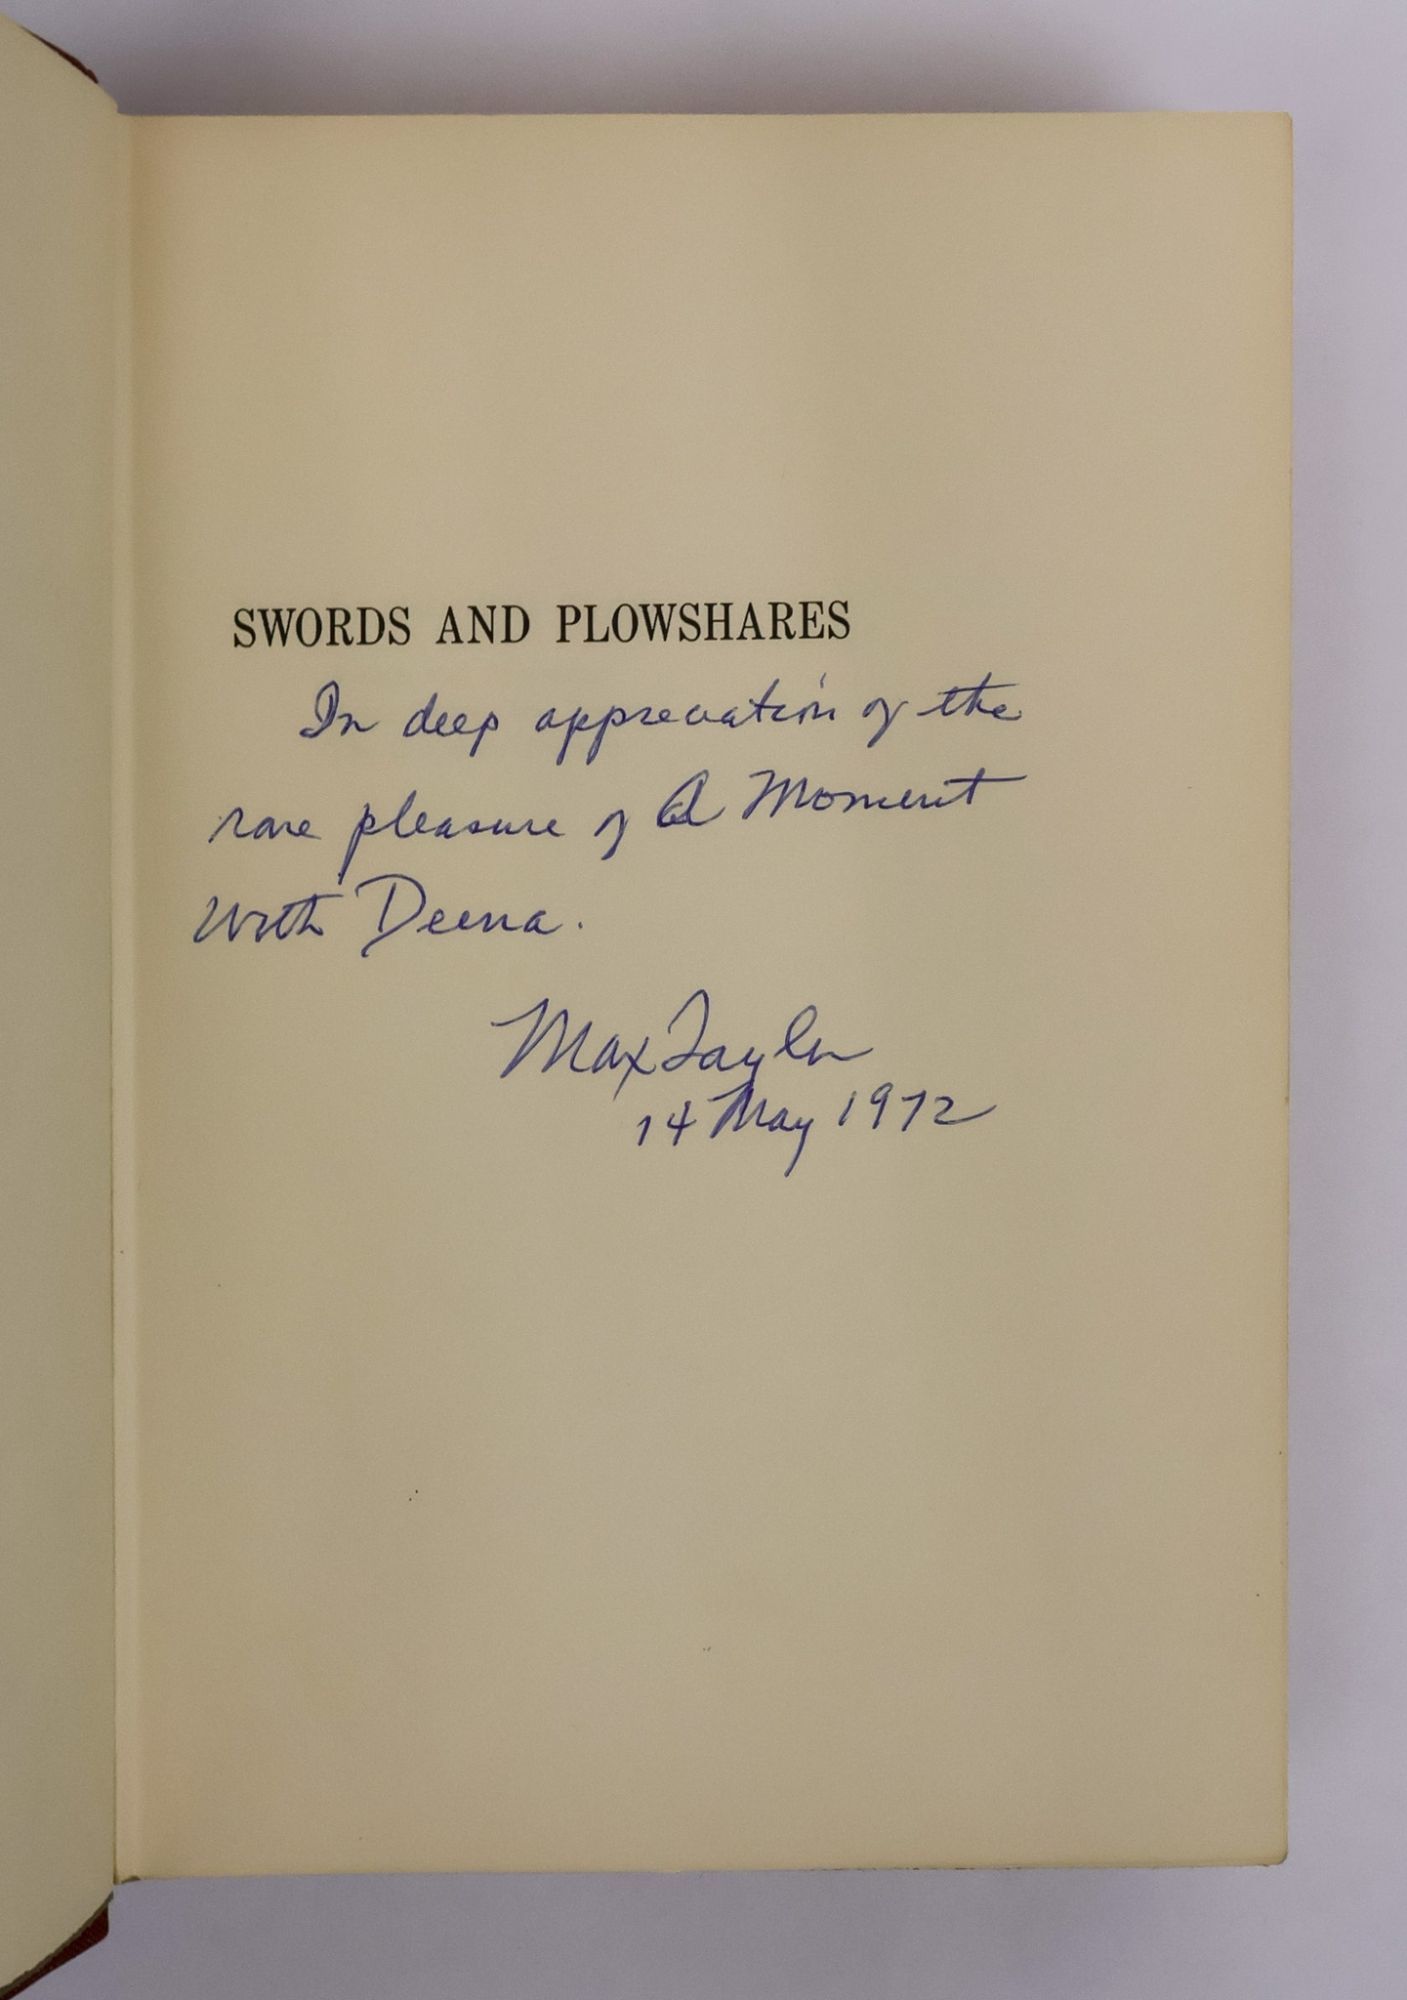 SWORDS AND PLOWSHARES
In deep appreciation of the
rare pleasure of A Moment
With Deena.
Max Taylor
14 May 1972